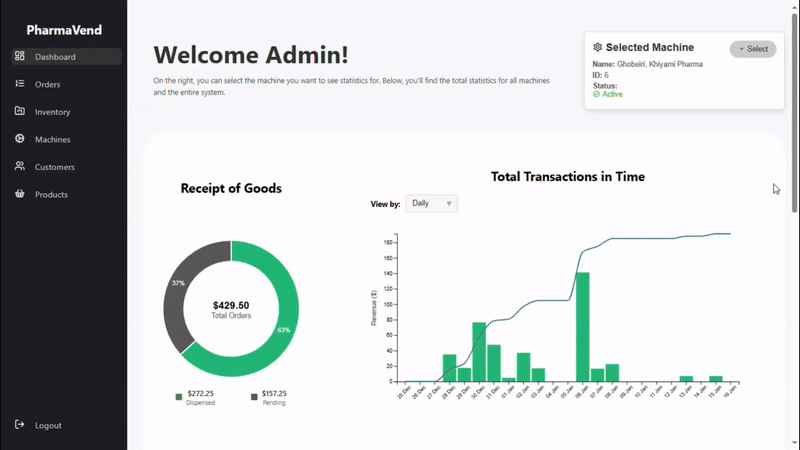 PharmaVend
Dashboard
Orders
Inventory
Machines
Customers
Products
Logout
Welcome Admin!
On the right, you can select the machine you want to see statistics for. Below, you'll find the total statistics for all machines
and the entire system.
Selected Machine
Select
Name: Ghobeiri, Khiyami Pharma
ID: 6
Status:
Active
Receipt of Goods
37%
$429.50
Total Orders
63%
$272.25
Dispensed
$157.25
Pending
Total Transactions in Time
View by:
Daily
Revenue ($)
180
160
140
120
100
80
60
40
20
0
25 Dec
26 Dec
27 Dec
28 Dec
29 Dec
30 Dec
31 Dec
01 Jan
02 Jan
03 Jan
04 Jan
05 Jan
06 Jan
07 Jan
08 Jan
09 Jan
10 Jan
11 Jan
12 Jan
13 Jan
14 Jan
15 Jan
16 Jan